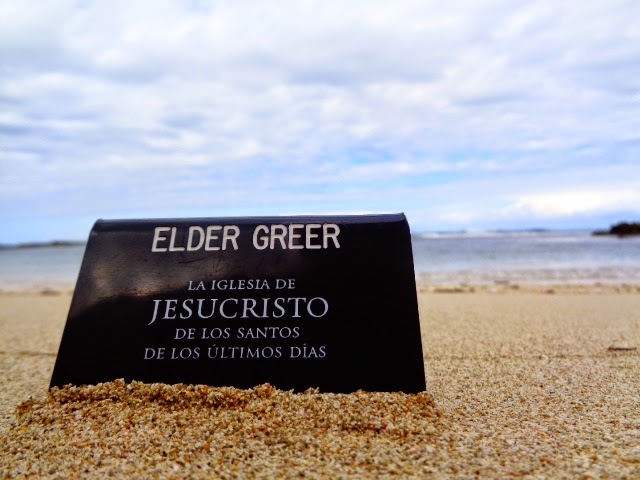 ELDER GREER
LA IGLESIA DE
JESUCRISTO
DE LOS SANTOS
DE LOS ÚLTIMOS DÍAS